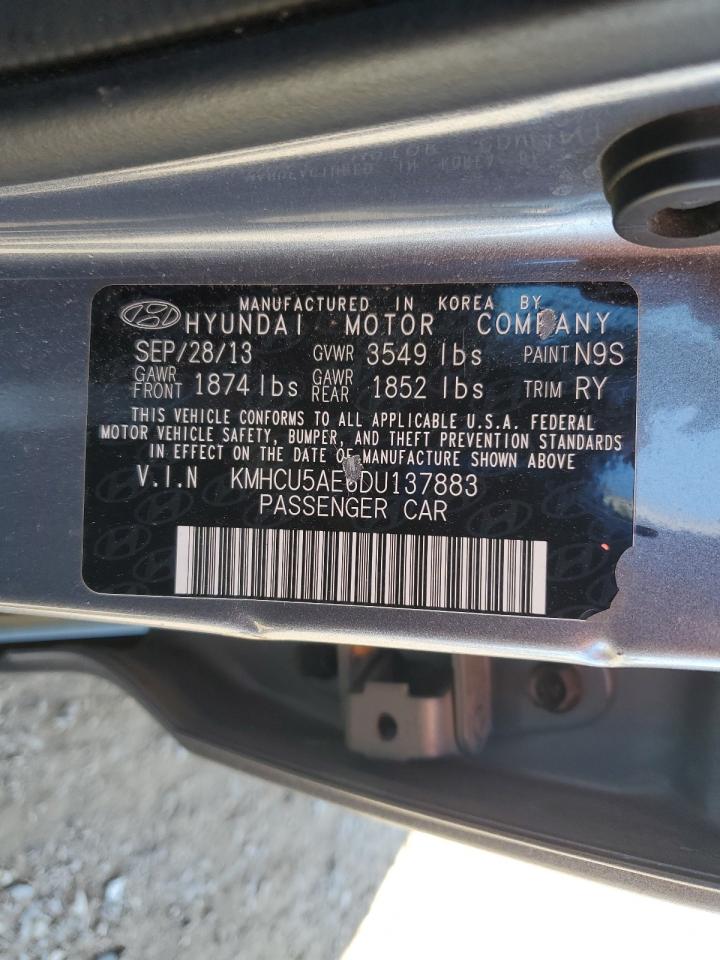 MANUFACTURED IN KOREA BY
HYUNDAI MOTOR COMPANY
SEP/28/13 GVWR 3549 lbs PAINT N9S
GAWR FRONT 1874 lbs GAWR REAR 1852 lbs TRIM RY
THIS VEHICLE CONFORMS TO ALL APPLICABLE U.S.A. FEDERAL
MOTOR VEHICLE SAFETY, BUMPER, AND THEFT PREVENTION STANDARDS
IN EFFECT ON THE DATE OF MANUFACTURE SHOWN ABOVE
V.I.N KMHCU5AE6DU137883
PASSENGER CAR